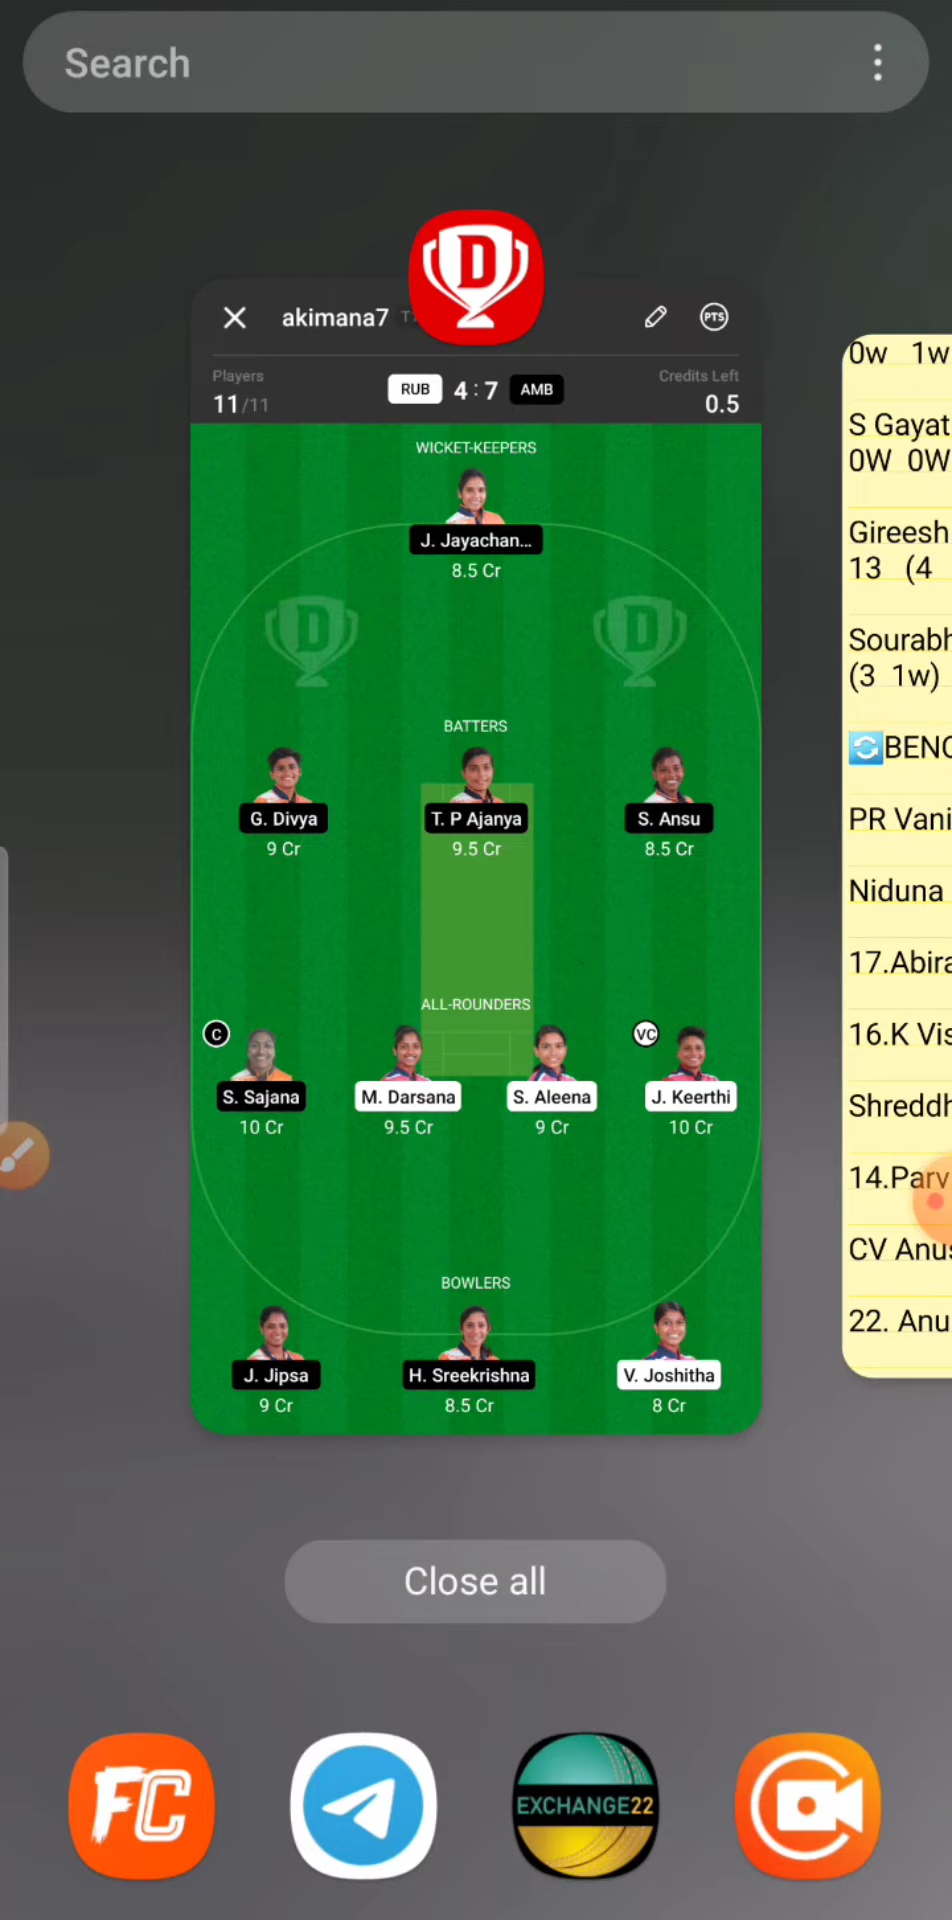 Search
akimana7
Players
11/11
RUB 4 : 7 AMB
Credits Left
0.5
PTS
WICKET-KEEPERS
J. Jayachan...
8.5 Cr
BATTERS
G. Divya
9 Cr
T. P Ajanya
9.5 Cr
S. Ansu
8.5 Cr
ALL-ROUNDERS
C
S. Sajana
10 Cr
M. Darsana
9.5 Cr
S. Aleena
9 Cr
VC
J. Keerthi
10 Cr
BOWLERS
J. Jipsa
9 Cr
H. Sreekrishna
8.5 Cr
V. Joshitha
8 Cr
0w 1w
S Gayat
0W 0W
Gireesh
13 (4
Sourabh
(3 1w)
🔄BENC
PR Vani
Niduna
17.Abira
16.K Vis
Shreddh
14.Parv
CV Anus
22. Anu
Close all
FC
EXCHANGE22